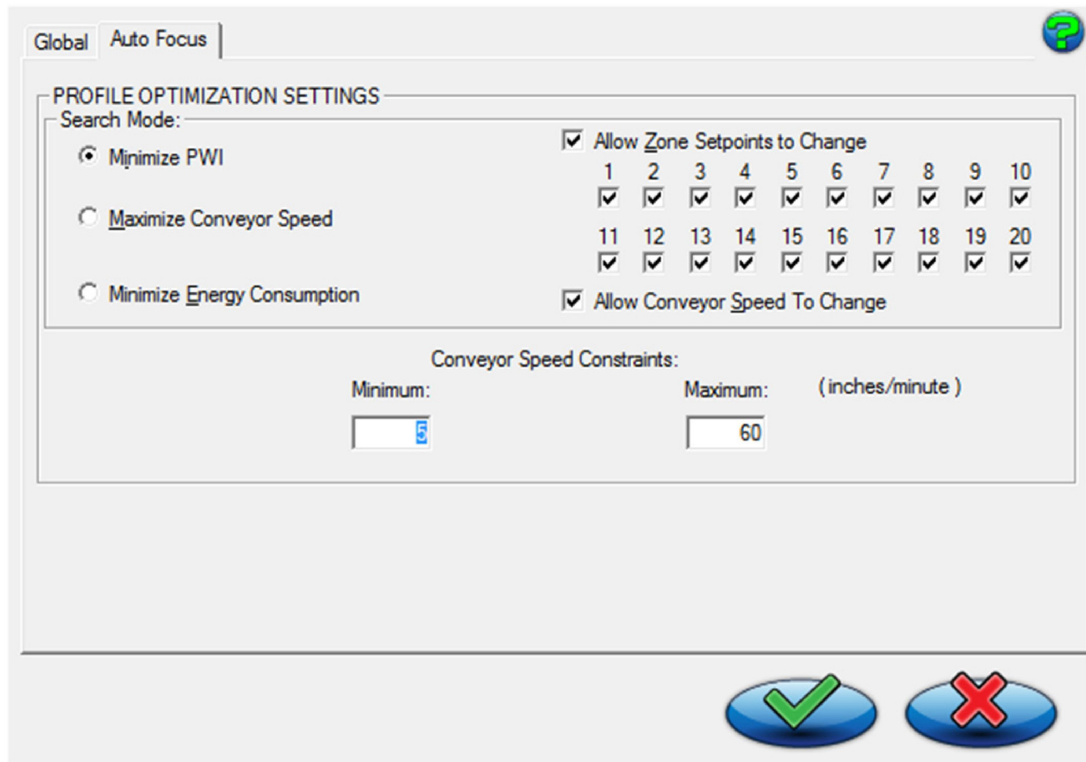 Global Auto Focus
PROFILE OPTIMIZATION SETTINGS
Search Mode:
Minimize PWI
Maximize Conveyor Speed
Minimize Energy Consumption
Allow Zone Setpoints to Change
1 2 3 4 5 6 7 8 9 10
11 12 13 14 15 16 17 18 19 20
Allow Conveyor Speed To Change
Conveyor Speed Constraints:
Minimum: Maximum: (inches/minute )
5 60